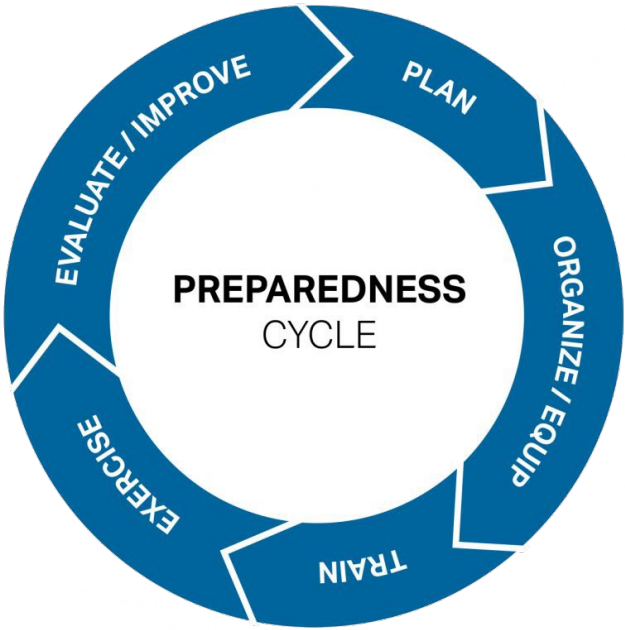 PREPAREDNESS
CYCLE
PLAN
ORGANIZE / EQUIP
TRAIN
EXERCISE
EVALUATE / IMPROVE